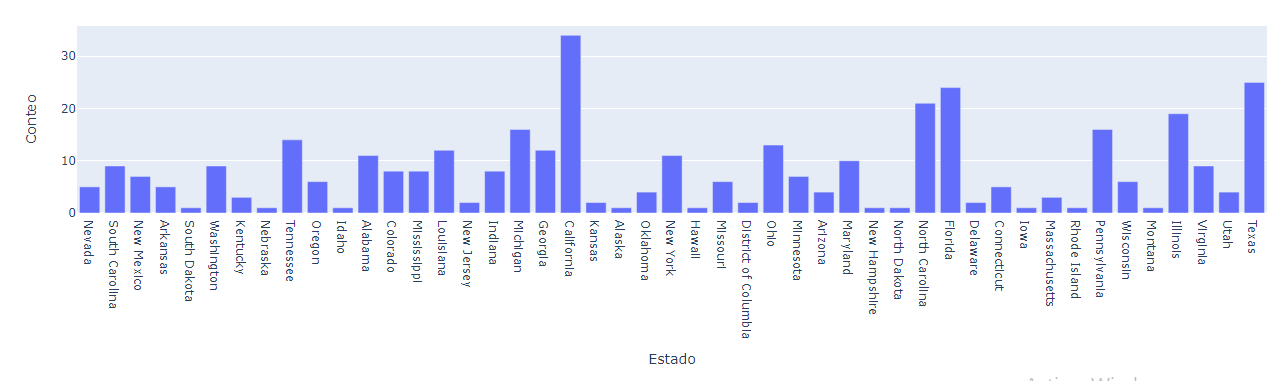 30
20
10
0
Conteo
Nevada
South Carolina
New Mexico
Arkansas
South Dakota
Washington
Kentucky
Nebraska
Tennessee
Oregon
Idaho
Alabama
Colorado
Mississippi
Louisiana
New Jersey
Indiana
Michigan
Georgia
California
Kansas
Alaska
Oklahoma
New York
Hawaii
Missouri
District of Columbia
Ohio
Minnesota
Arizona
Maryland
New Hampshire
North Dakota
North Carolina
Florida
Delaware
Connecticut
Iowa
Massachusetts
Rhode Island
Pennsylvania
Wisconsin
Montana
Illinois
Virginia
Utah
Texas
Estado